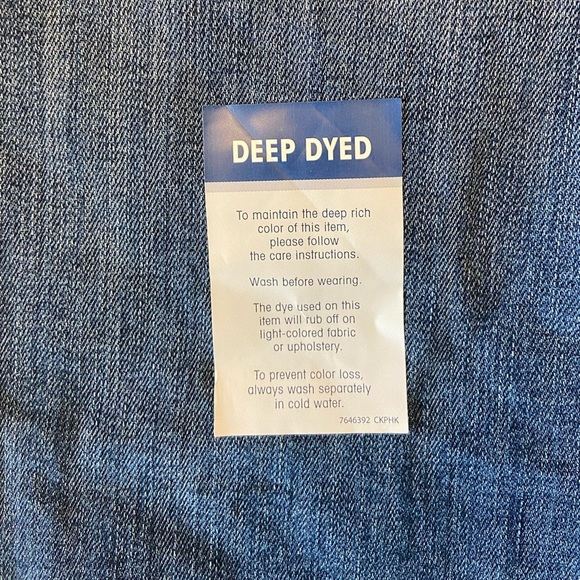 DEEP DYED
To maintain the deep rich
color of this item,
please follow
the care instructions.
Wash before wearing.
The dye used on this
item will rub off on
light-colored fabric
or upholstery.
To prevent color loss,
always wash separately
in cold water.
7646392 CKPHK